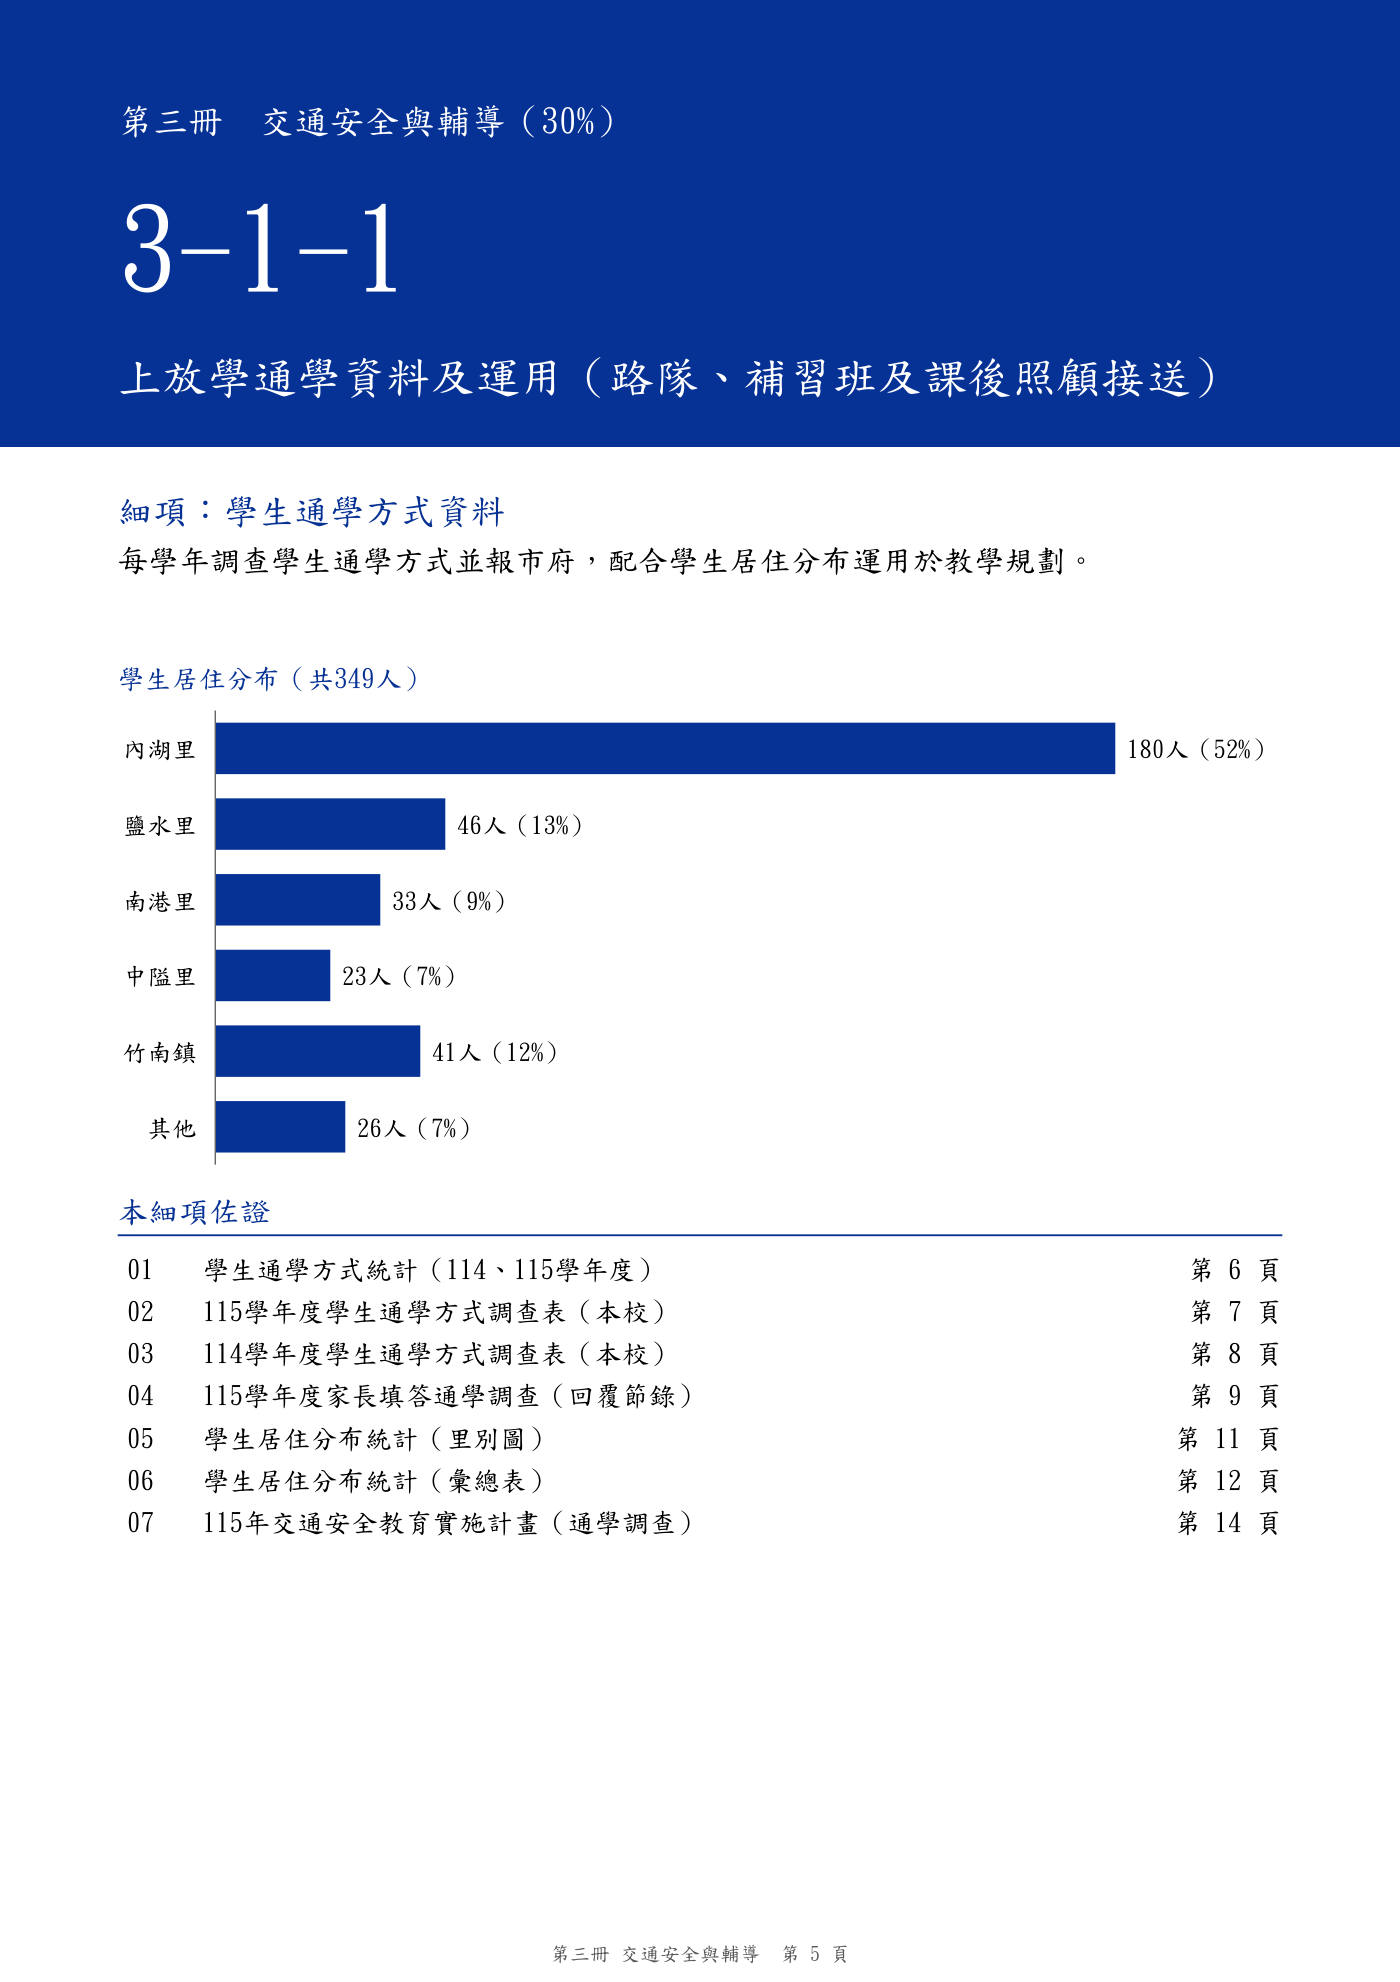 第三冊　交通安全與輔導（30%）
3-1-1
上放學通學資料及運用（路隊、補習班及課後照顧接送）
細項：學生通學方式資料
每學年調查學生通學方式並報市府，配合學生居住分布運用於教學規劃。
學生居住分布（共349人）
內湖里 180人（52%）
鹽水里 46人（13%）
南港里 33人（9%）
中隘里 23人（7%）
竹南鎮 41人（12%）
其他 26人（7%）
本細項佐證
01 學生通學方式統計（114、115學年度） 第 6 頁
02 115學年度學生通學方式調查表（本校） 第 7 頁
03 114學年度學生通學方式調查表（本校） 第 8 頁
04 115學年度家長填答通學調查（回覆節錄） 第 9 頁
05 學生居住分布統計（里別圖） 第 11 頁
06 學生居住分布統計（彙總表） 第 12 頁
07 115年交通安全教育實施計畫（通學調查） 第 14 頁
第三冊 交通安全與輔導　第 5 頁